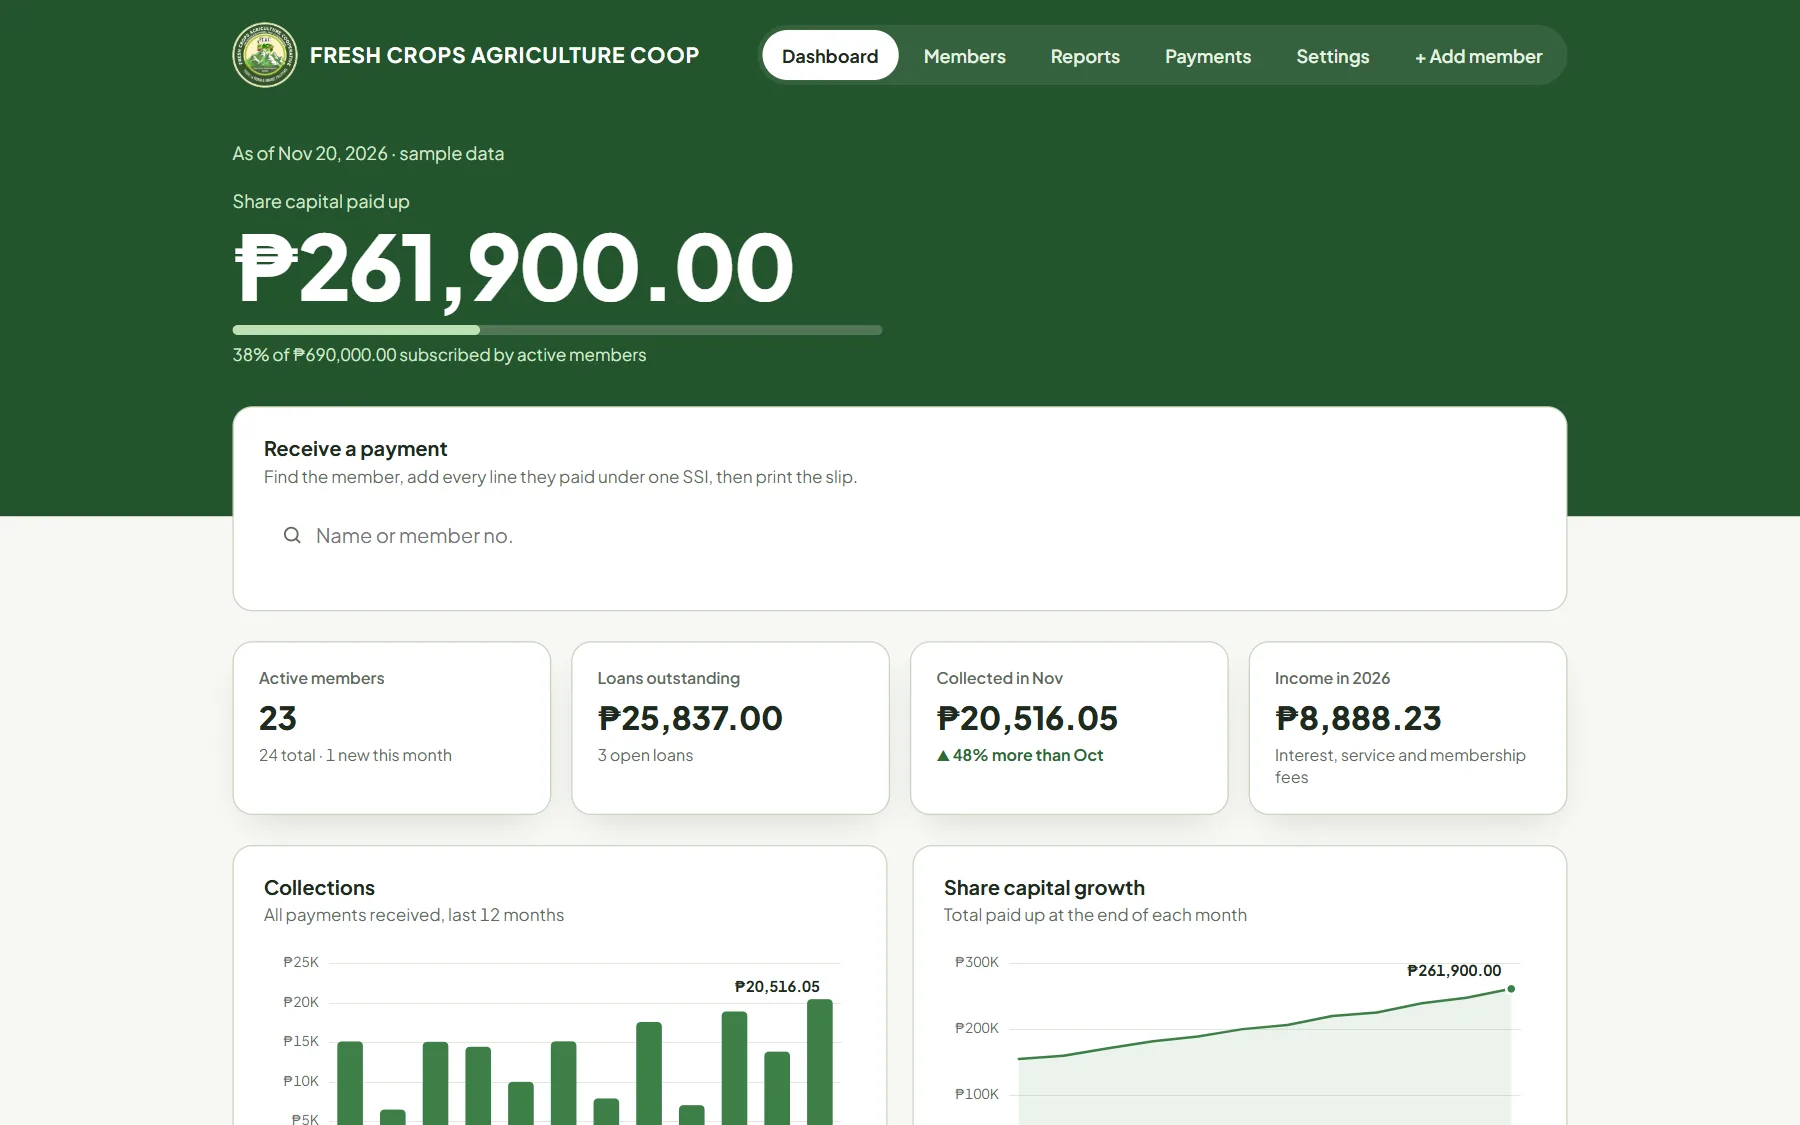 FRESH CROPS AGRICULTURE COOP
Dashboard
Members
Reports
Payments
Settings
+ Add member
As of Nov 20, 2026 · sample data
Share capital paid up
₱261,900.00
38% of ₱690,000.00 subscribed by active members
Receive a payment
Find the member, add every line they paid under one SSI, then print the slip.
Name or member no.
Active members
23
24 total · 1 new this month
Loans outstanding
₱25,837.00
3 open loans
Collected in Nov
₱20,516.05
▲ 48% more than Oct
Income in 2026
₱8,888.23
Interest, service and membership
fees
Collections
All payments received, last 12 months
₱25K
₱20,516.05
₱20K
₱15K
₱10K
₱5K
Share capital growth
Total paid up at the end of each month
₱300K
₱261,900.00
₱200K
₱100K